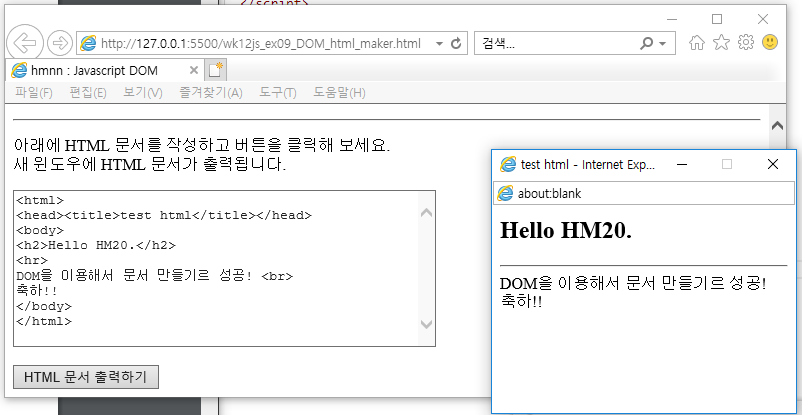 </script>
http://127.0.0.1:5500/wk12js_ex09_DOM_html_maker.html
검색...
hmnn : Javascript DOM
파일(F) 편집(E) 보기(V) 즐겨찾기(A) 도구(T) 도움말(H)
아래에 HTML 문서를 작성하고 버튼을 클릭해 보세요.
새 윈도우에 HTML 문서가 출력됩니다.
<html>
<head><title>test html</title></head>
<body>
<h2>Hello HM20.</h2>
<hr>
DOM을 이용해서 문서 만들기르 성공! <br>
축하!!
</body>
</html>
HTML 문서 출력하기
test html - Internet Exp...
about:blank
Hello HM20.
DOM을 이용해서 문서 만들기르 성공!
축하!!